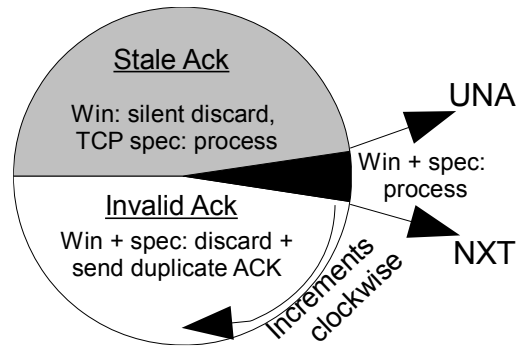 Stale Ack
Win: silent discard,
TCP spec: process
UNA
Win + spec:
process
Invalid Ack
Win + spec: discard +
send duplicate ACK
NXT
Increments
clockwise